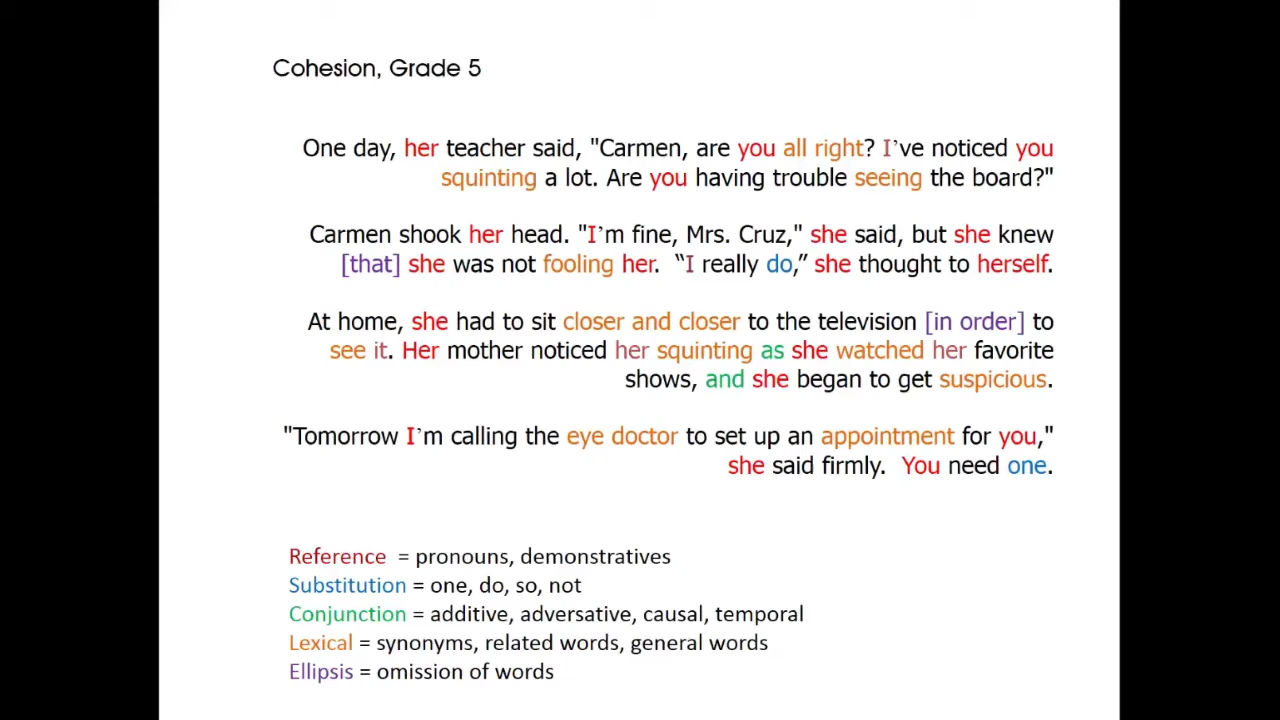 Cohesion, Grade 5
One day, her teacher said, "Carmen, are you all right? I’ve noticed you
squinting a lot. Are you having trouble seeing the board?"
Carmen shook her head. "I’m fine, Mrs. Cruz," she said, but she knew
[that] she was not fooling her. “I really do,” she thought to herself.
At home, she had to sit closer and closer to the television [in order] to
see it. Her mother noticed her squinting as she watched her favorite
shows, and she began to get suspicious.
"Tomorrow I’m calling the eye doctor to set up an appointment for you,"
she said firmly. You need one.
Reference = pronouns, demonstratives
Substitution = one, do, so, not
Conjunction = additive, adversative, causal, temporal
Lexical = synonyms, related words, general words
Ellipsis = omission of words